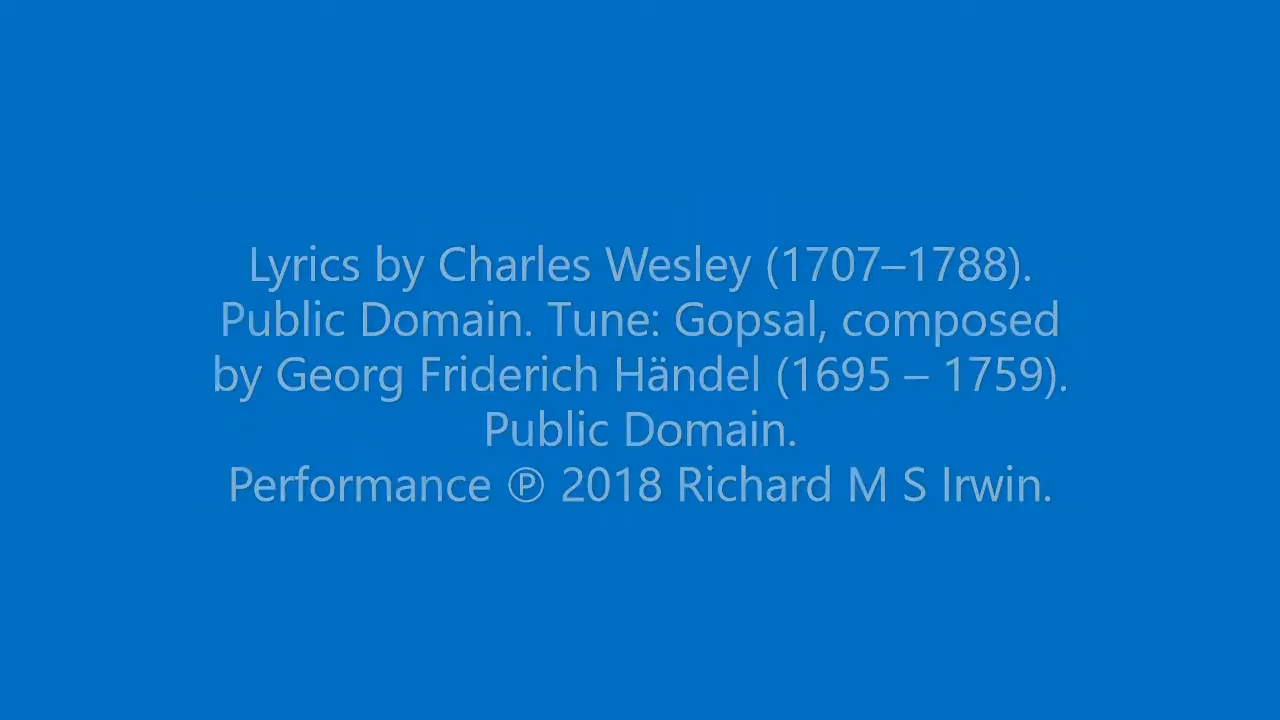 Lyrics by Charles Wesley (1707–1788).
Public Domain. Tune: Gopsal, composed
by Georg Friderich Händel (1695 – 1759).
Public Domain.
Performance ℗ 2018 Richard M S Irwin.